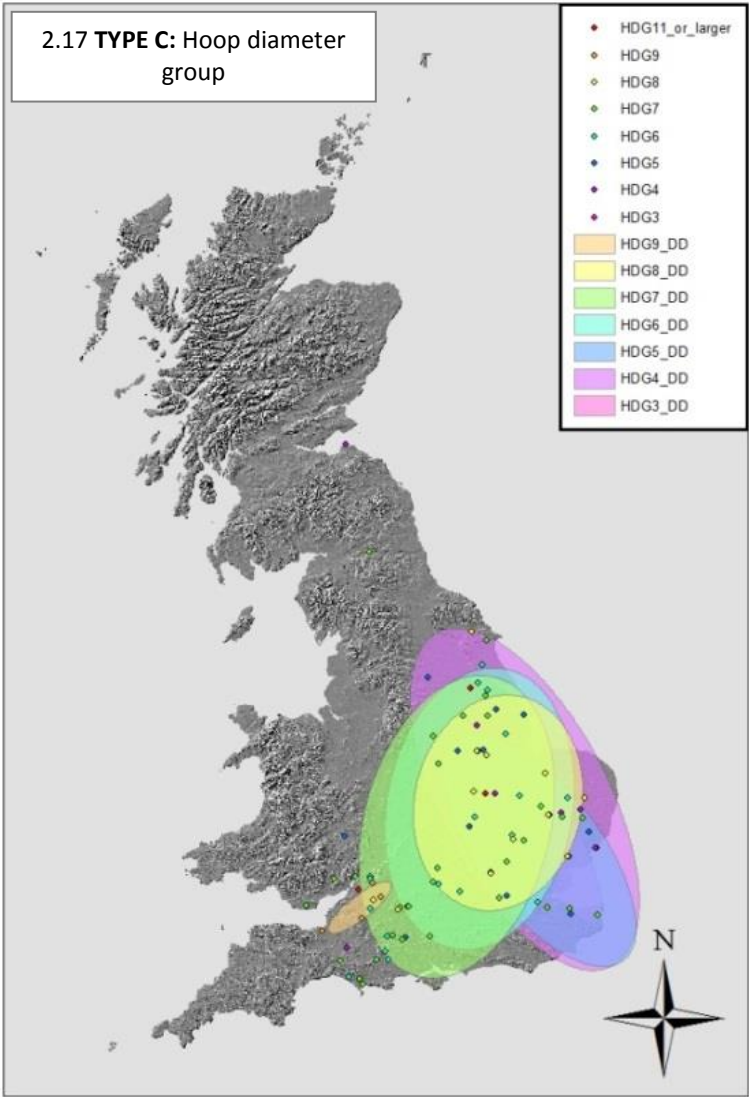 2.17 TYPE C: Hoop diameter
group
HDG11_or_larger
HDG9
HDG8
HDG7
HDG6
HDG5
HDG4
HDG3
HDG9_DD
HDG8_DD
HDG7_DD
HDG6_DD
HDG5_DD
HDG4_DD
HDG3_DD
N